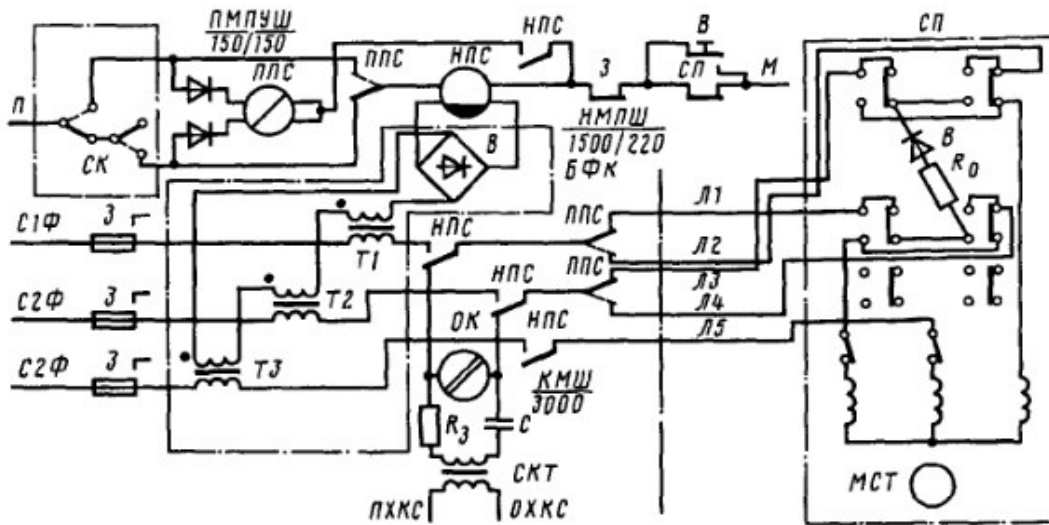 ПМПУШ
150/150
НПС
В
СП
ППС
ППС
НПС
З
СП
М
П
СК
НМПШ
1500/220
БФК
В
В
R₀
С1Ф
З
Т1
НПС
ППС
Л1
Л2
С2Ф
З
Т2
НПС
ППС
Л3
Л4
ОК
НПС
Л5
С2Ф
З
Т3
КМШ
3000
R₃
С
СКТ
ПХКС
ОХКС
МСТ